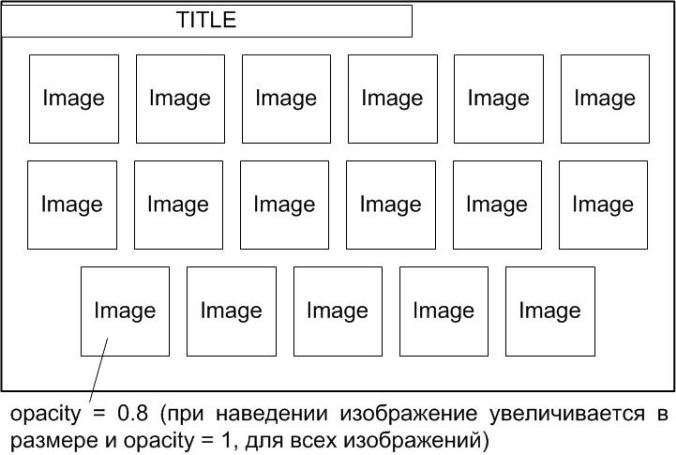 TITLE
Image Image Image Image Image Image
Image Image Image Image Image Image
Image Image Image Image Image
opacity = 0.8 (при наведении изображение увеличивается в
размере и opacity = 1, для всех изображений)